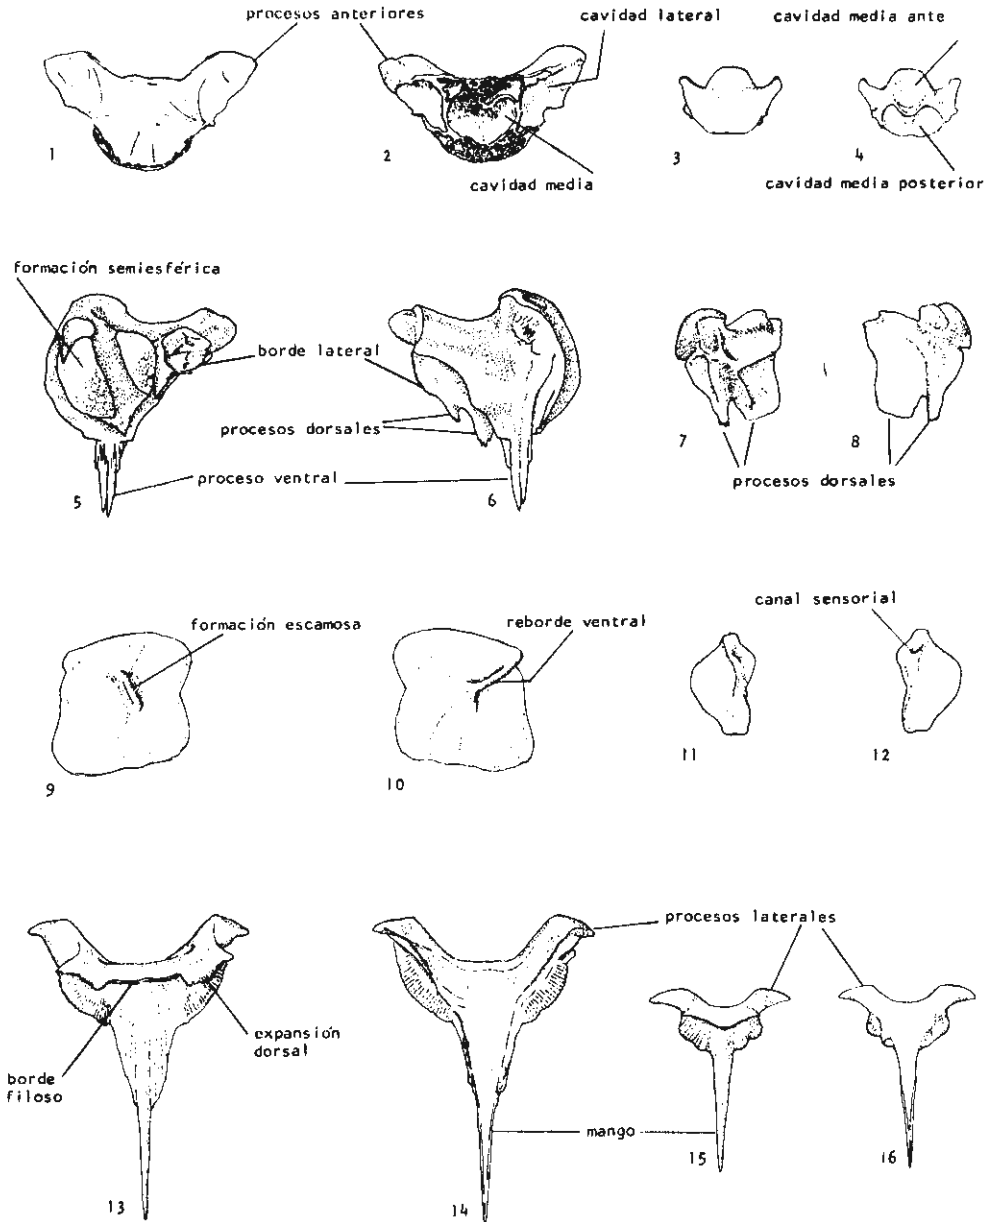 procesos anteriores
cavidad lateral
cavidad media ante
1
2
3
4
cavidad media
cavidad media posterior
formación semiesférica
borde lateral
procesos dorsales
proceso ventral
5
6
7
8
procesos dorsales
formación escamosa
reborde ventral
canal sensorial
9
10
11
12
procesos laterales
expansión
dorsal
borde
filoso
mango
13
14
15
16